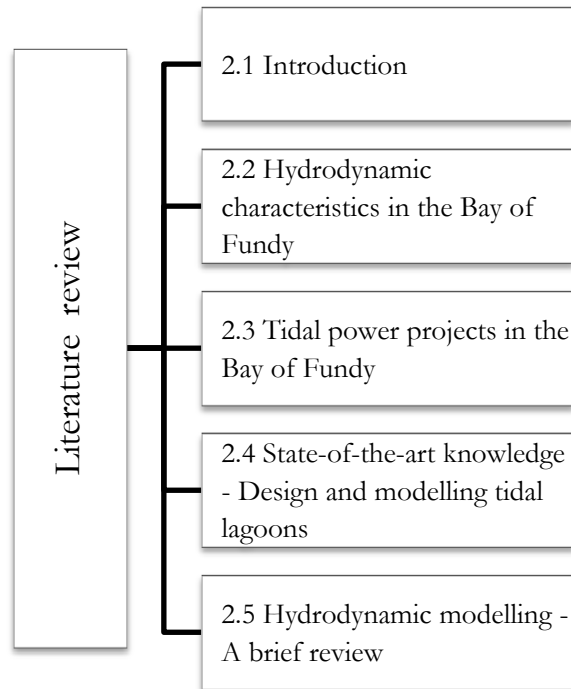 Literature review
2.1 Introduction
2.2 Hydrodynamic
characteristics in the Bay of
Fundy
2.3 Tidal power projects in the
Bay of Fundy
2.4 State-of-the-art knowledge
- Design and modelling tidal
lagoons
2.5 Hydrodynamic modelling -
A brief review